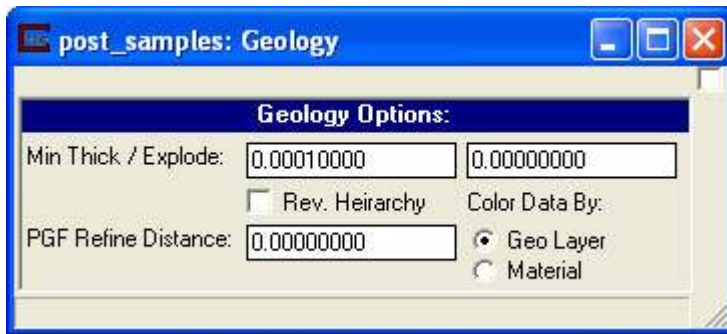 post_samples: Geology
Geology Options:
Min Thick / Explode: 0.00010000 0.00000000
Rev. Heirarchy Color Data By:
PGF Refine Distance: 0.00000000 Geo Layer
Material